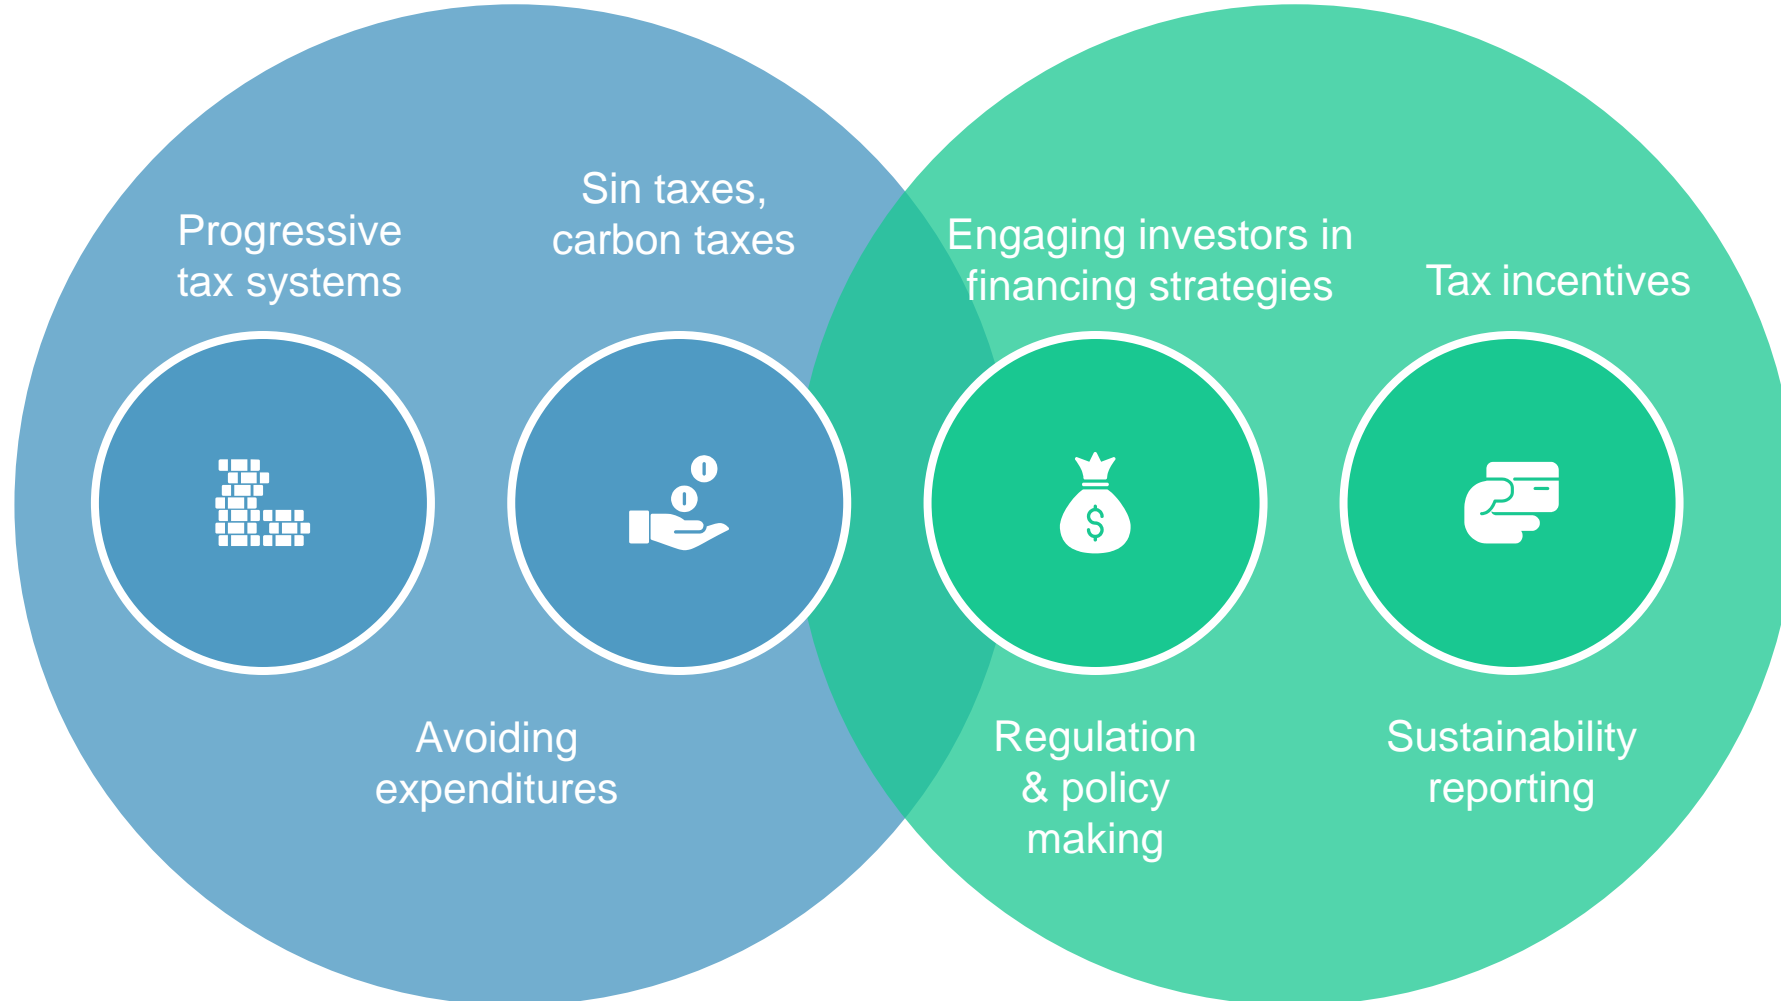 Progressive
tax systems
Sin taxes,
carbon taxes
Engaging investors in
financing strategies
Tax incentives
$
Avoiding
expenditures
Regulation
& policy
making
Sustainability
reporting